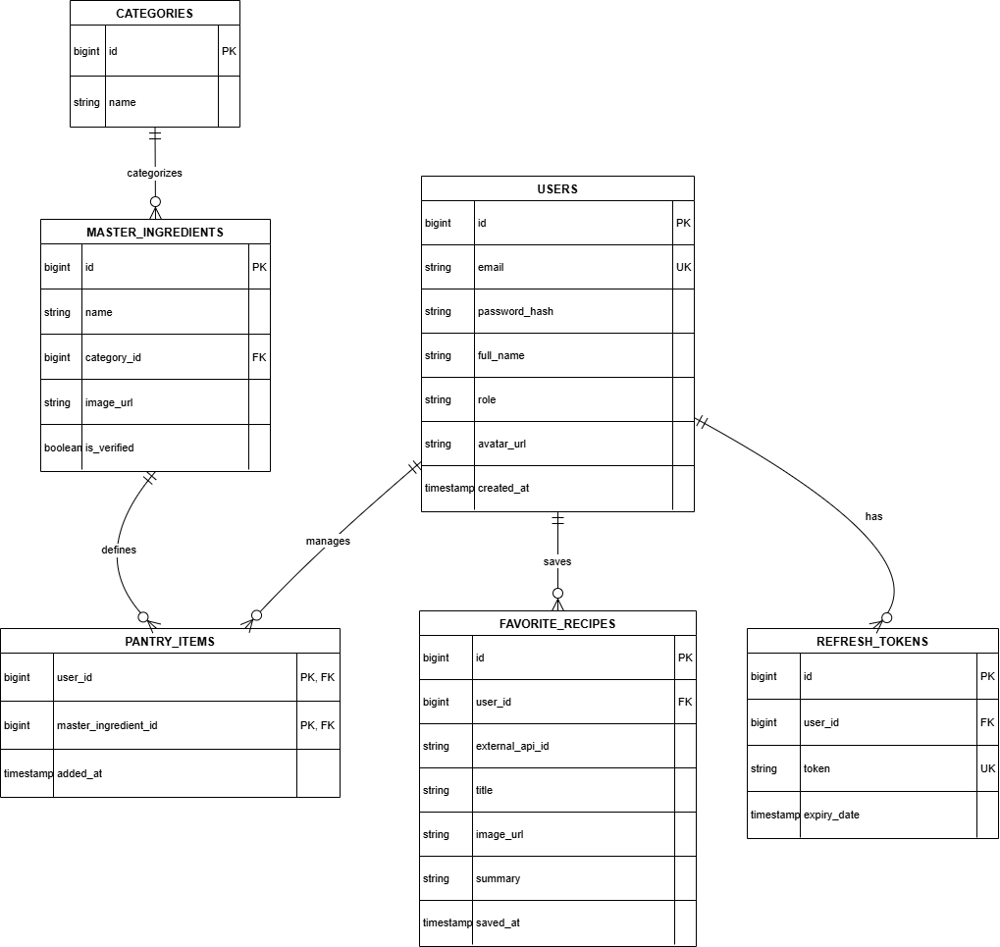 CATEGORIES
bigint id PK
string name
categorizes
MASTER_INGREDIENTS
bigint id PK
string name
bigint category_id FK
string image_url
boolean is_verified
USERS
bigint id PK
string email UK
string password_hash
string full_name
string role
string avatar_url
timestamp created_at
defines
manages
saves
has
PANTRY_ITEMS
bigint user_id PK, FK
bigint master_ingredient_id PK, FK
timestamp added_at
FAVORITE_RECIPES
bigint id PK
bigint user_id FK
string external_api_id
string title
string image_url
string summary
timestamp saved_at
REFRESH_TOKENS
bigint id PK
bigint user_id FK
string token UK
timestamp expiry_date